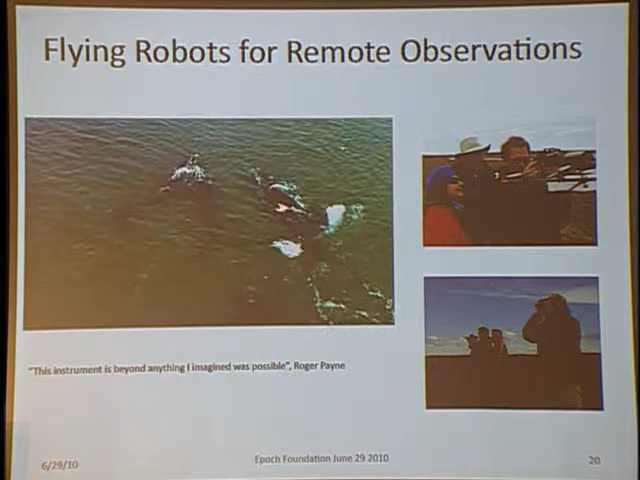 Flying Robots for Remote Observations
"This instrument is beyond anything I imagined was possible", Roger Payne
6/29/10
Epoch Foundation June 29 2010
20